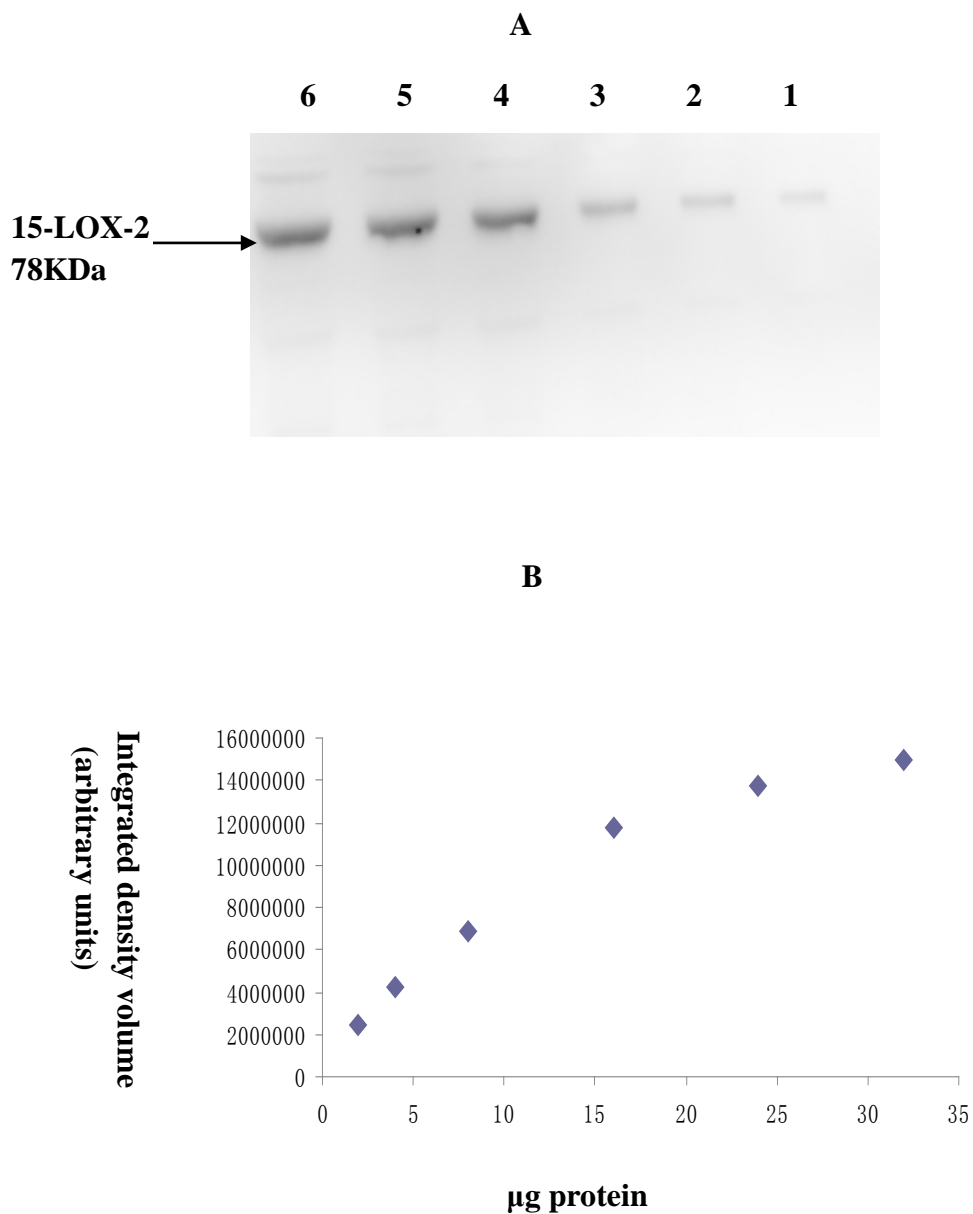 A
6 5 4 3 2 1
15-LOX-2
78KDa
B
Integrated density volume
(arbitrary units)
16000000
14000000
12000000
10000000
8000000
6000000
4000000
2000000
0
0 5 10 15 20 25 30 35
µg protein